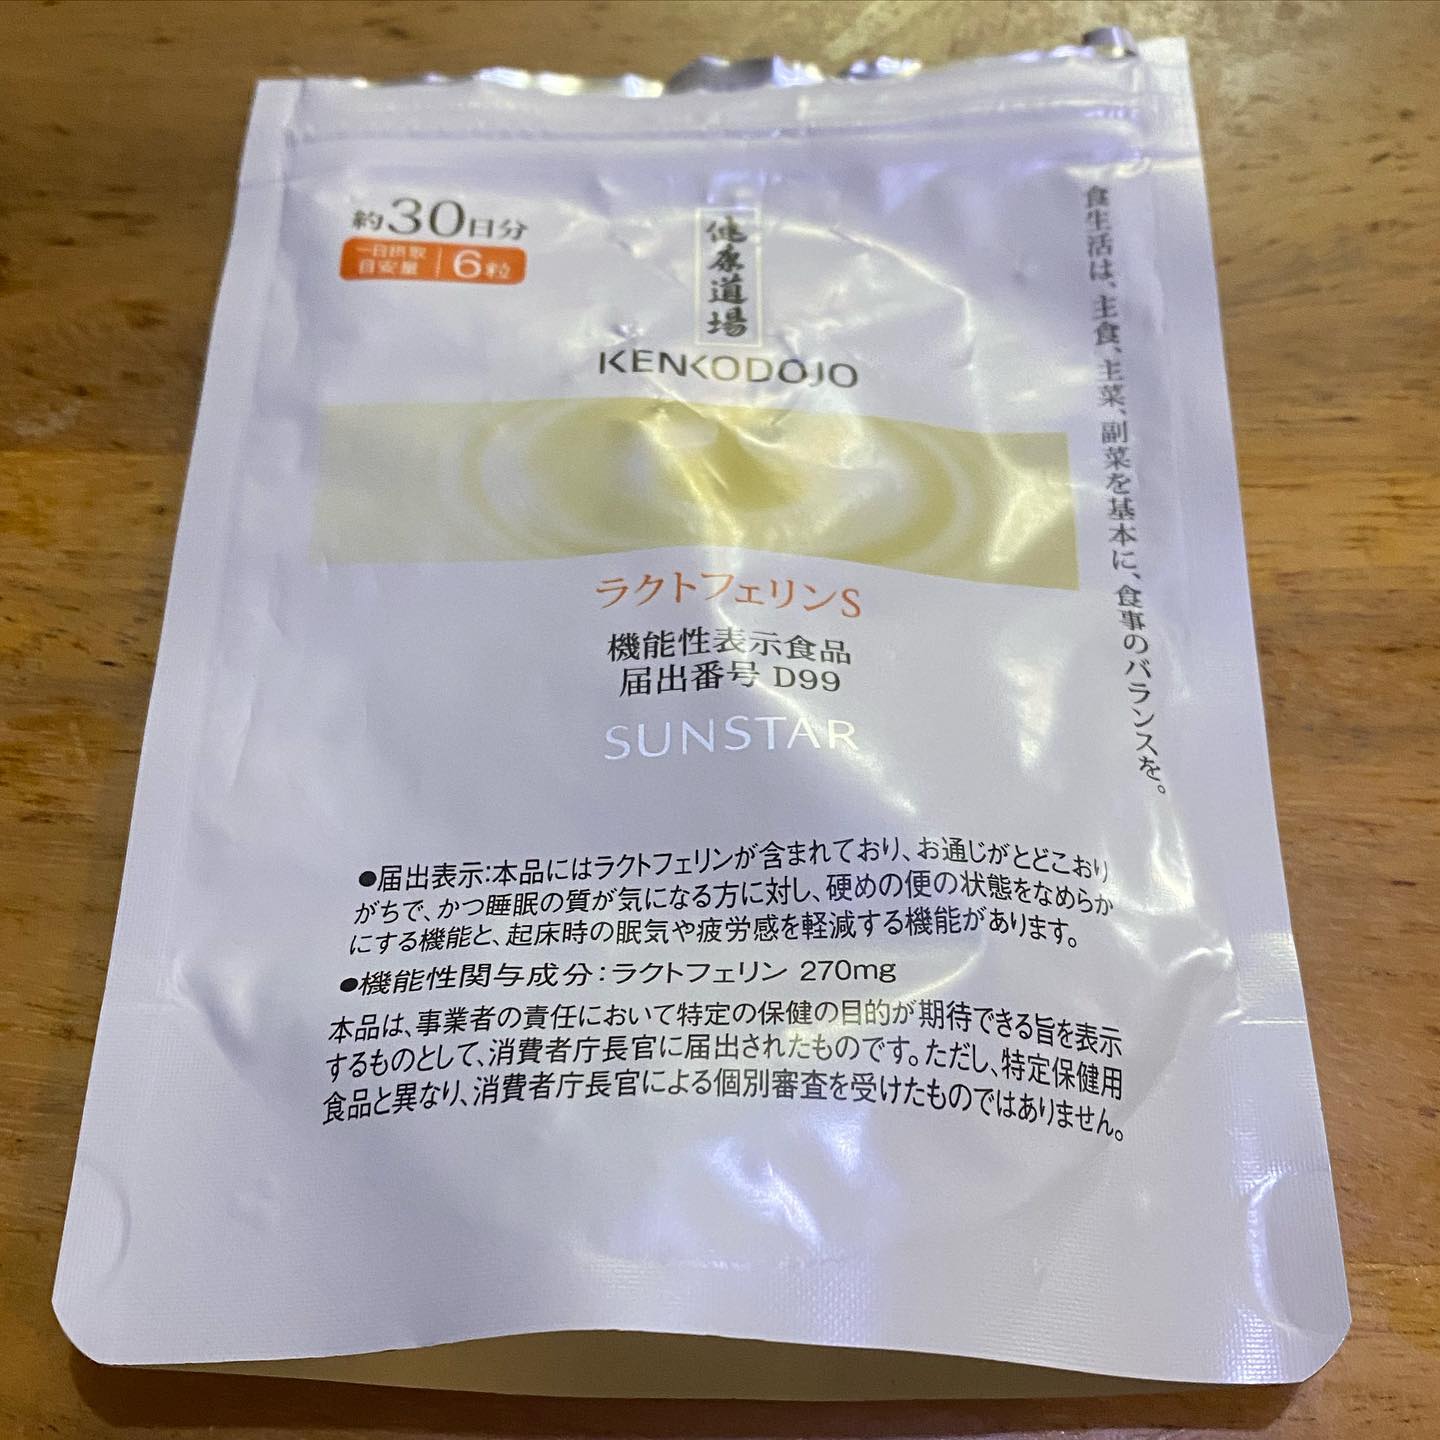 約30日分
一日摂取
目安量
6粒
健康道場
KENKODOJO
食生活は、主食、主菜、副菜を基本に、食事のバランスを。
ラクトフェリンS
機能性表示食品
届出番号 D99
SUNSTAR
●届出表示:本品にはラクトフェリンが含まれており、お通じがとどこおり
がちで、かつ睡眠の質が気になる方に対し、硬めの便の状態をなめらか
にする機能と、起床時の眠気や疲労感を軽減する機能があります。
●機能性関与成分:ラクトフェリン 270mg
本品は、事業者の責任において特定の保健の目的が期待できる旨を表示
するものとして、消費者庁長官に届出されたものです。ただし、特定保健用
食品と異なり、消費者庁長官による個別審査を受けたものではありません。